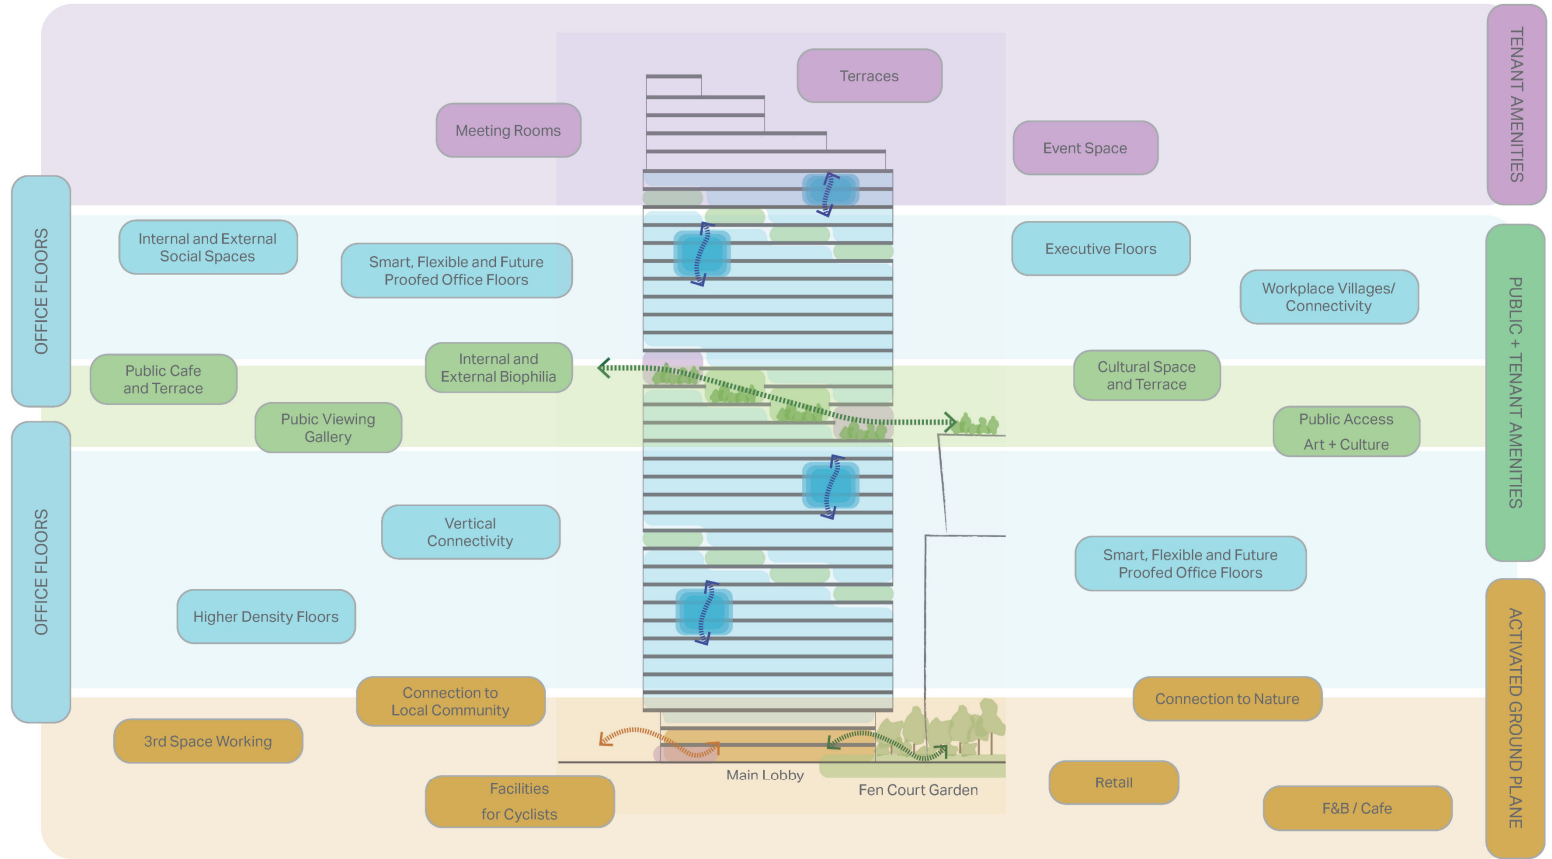 TENANT AMENITIES
Terraces
Meeting Rooms
Event Space
OFFICE FLOORS
Internal and External
Social Spaces
Smart, Flexible and Future
Proofed Office Floors
Executive Floors
Workplace Villages/
Connectivity
PUBLIC + TENANT AMENITIES
Public Cafe
and Terrace
Internal and
External Biophilia
Pubic Viewing
Gallery
Cultural Space
and Terrace
Public Access
Art + Culture
OFFICE FLOORS
Vertical
Connectivity
Higher Density Floors
Smart, Flexible and Future
Proofed Office Floors
ACTIVATED GROUND PLANE
Connection to
Local Community
3rd Space Working
Facilities
for Cyclists
Connection to Nature
Main Lobby
Fen Court Garden
Retail
F&B / Cafe